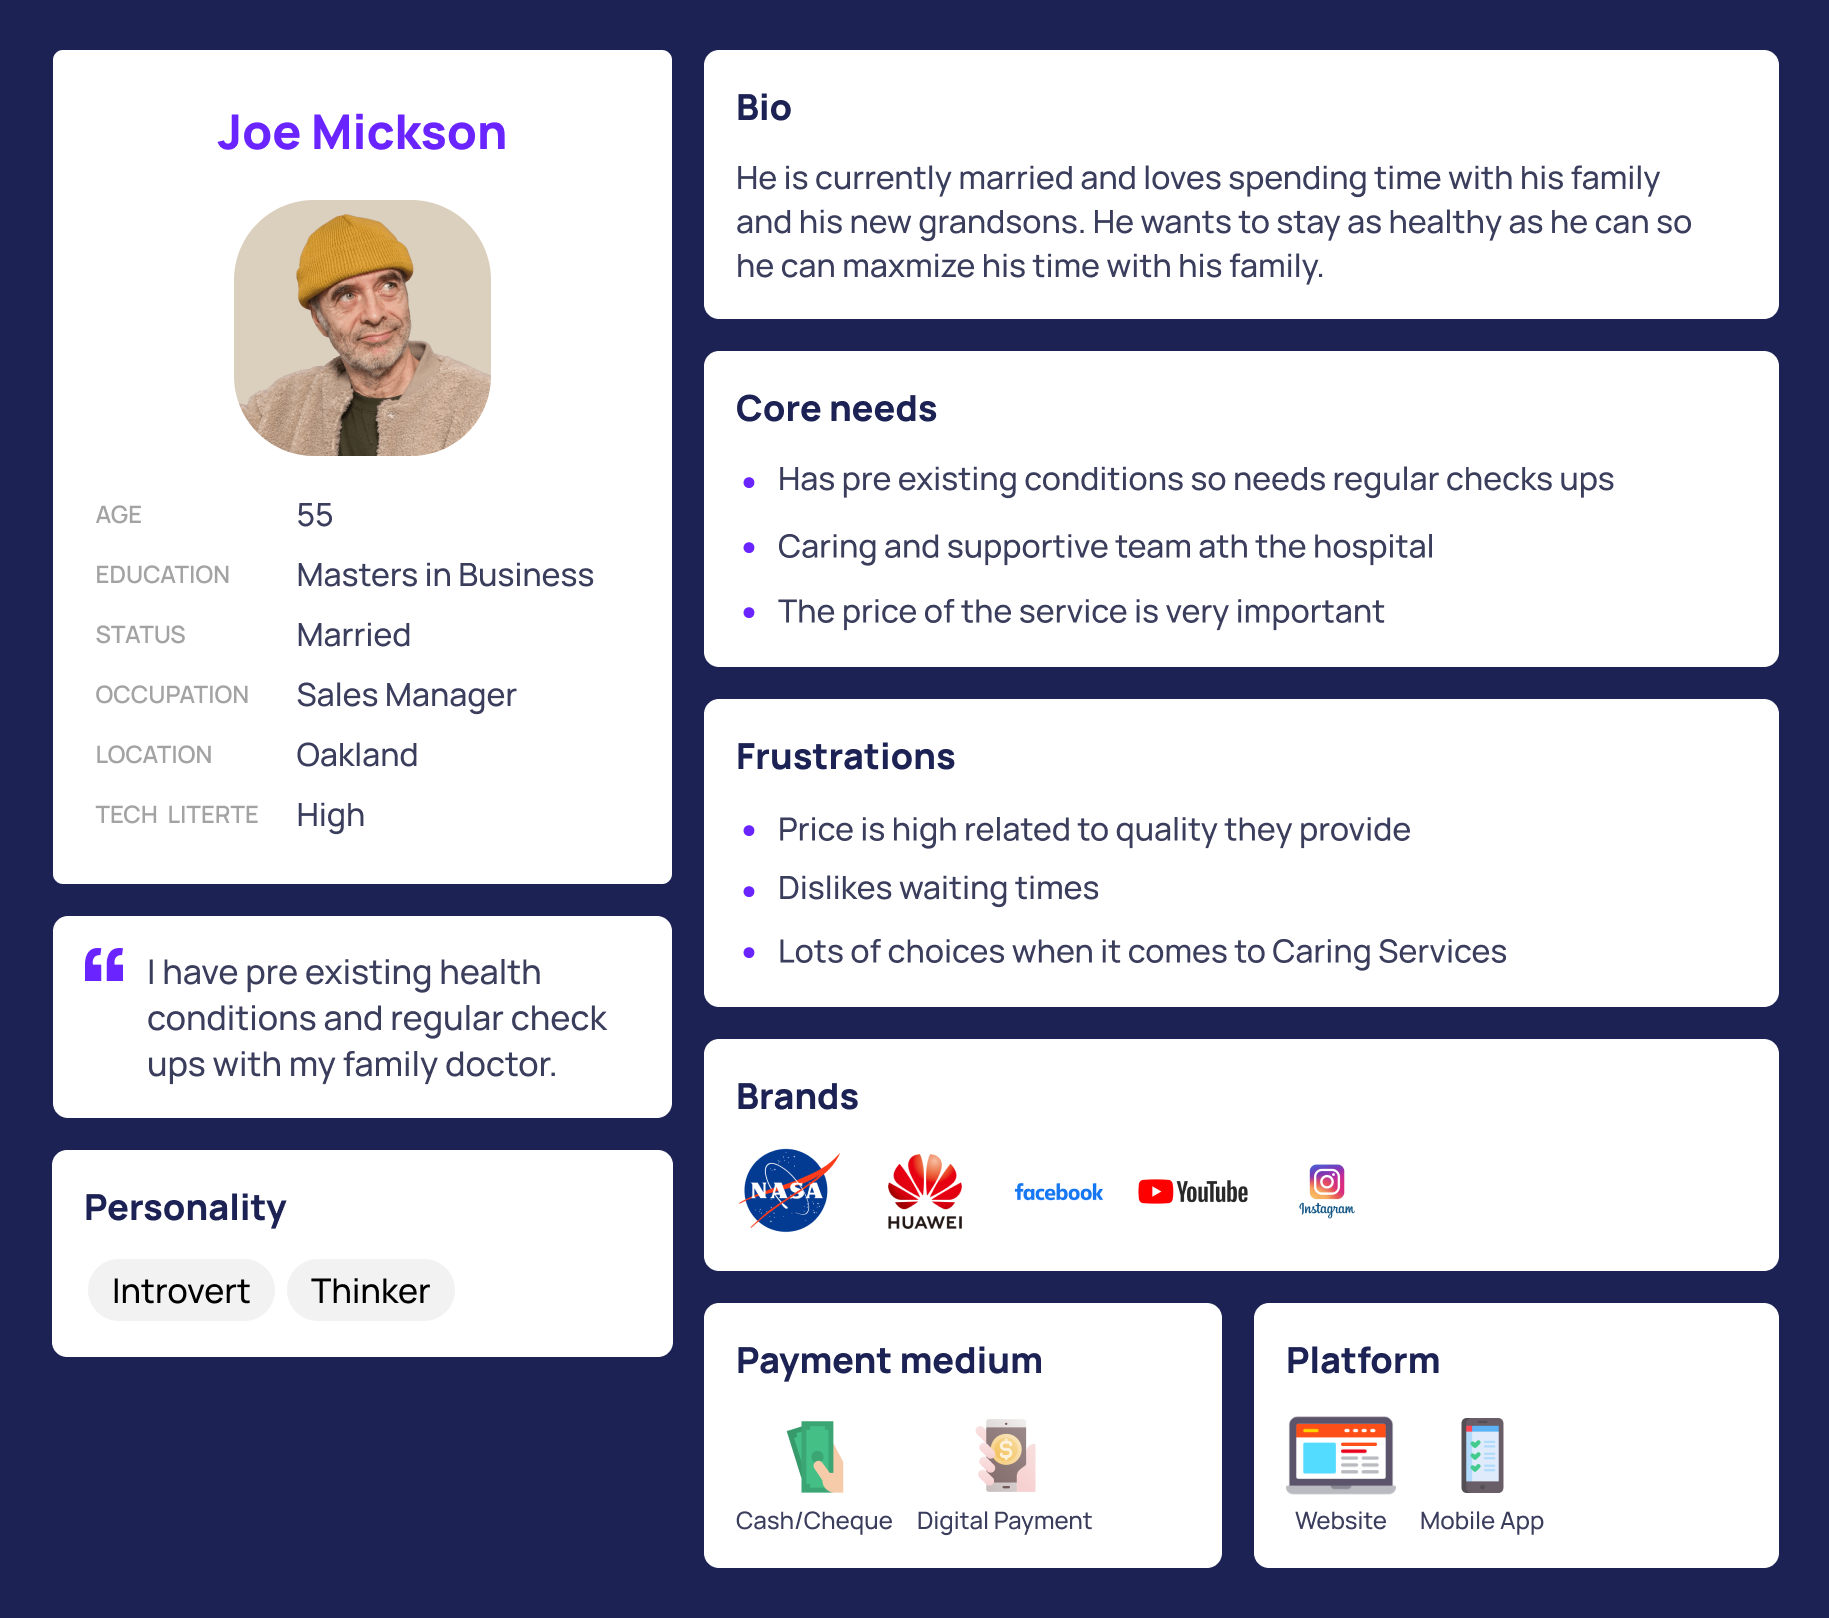 Joe Mickson
AGE 55
EDUCATION Masters in Business
STATUS Married
OCCUPATION Sales Manager
LOCATION Oakland
TECH LITERTE High
“ I have pre existing health
conditions and regular check
ups with my family doctor.
Personality
Introvert Thinker
Bio
He is currently married and loves spending time with his family
and his new grandsons. He wants to stay as healthy as he can so
he can maxmize his time with his family.
Core needs
• Has pre existing conditions so needs regular checks ups
• Caring and supportive team ath the hospital
• The price of the service is very important
Frustrations
• Price is high related to quality they provide
• Dislikes waiting times
• Lots of choices when it comes to Caring Services
Brands
NASA HUAWEI facebook YouTube Instagram
Payment medium
$
Cash/Cheque Digital Payment
Platform
Website Mobile App